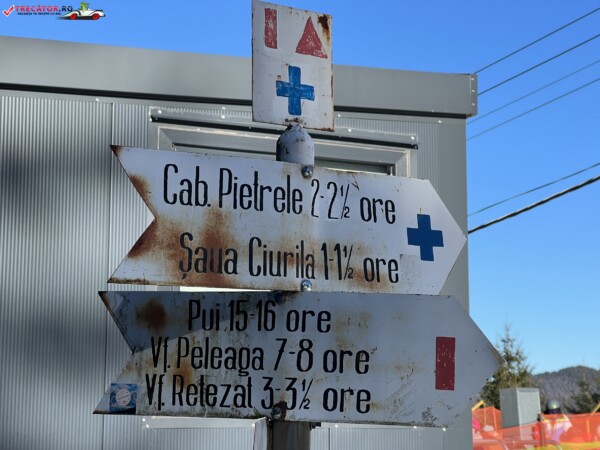 TRECATOR.RO
Cab. Pietrele 2-2½ ore
Șaua Ciurila 1-1½ ore
Pui 15-16 ore
Vf. Peleaga 7-8 ore
Vf. Retezat 3-3½ ore